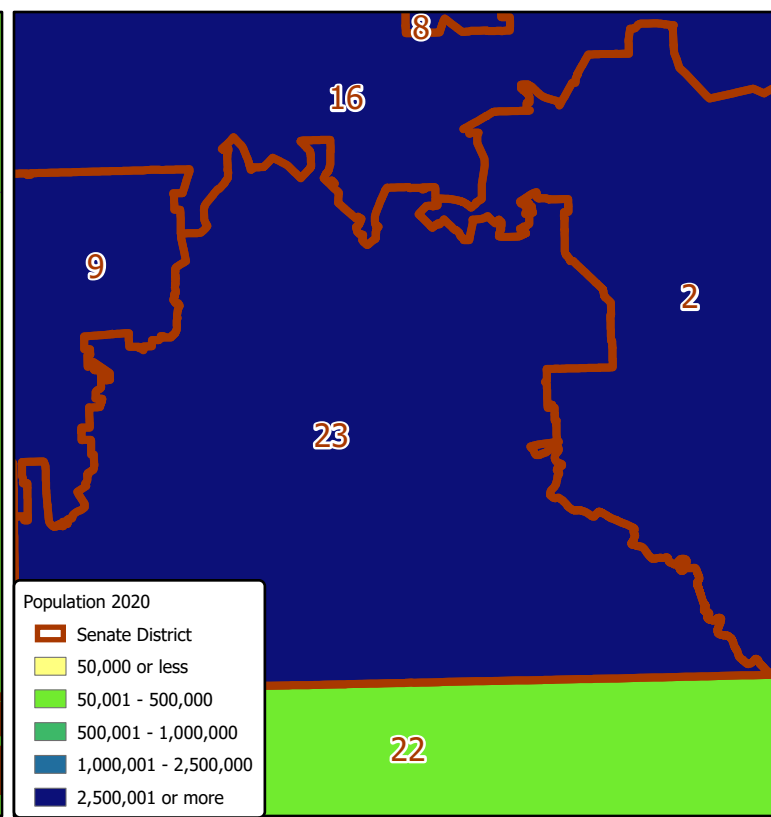 8
16
9
2
23
Population 2020
Senate District
50,000 or less
50,001 - 500,000
500,001 - 1,000,000
1,000,001 - 2,500,000
2,500,001 or more
22